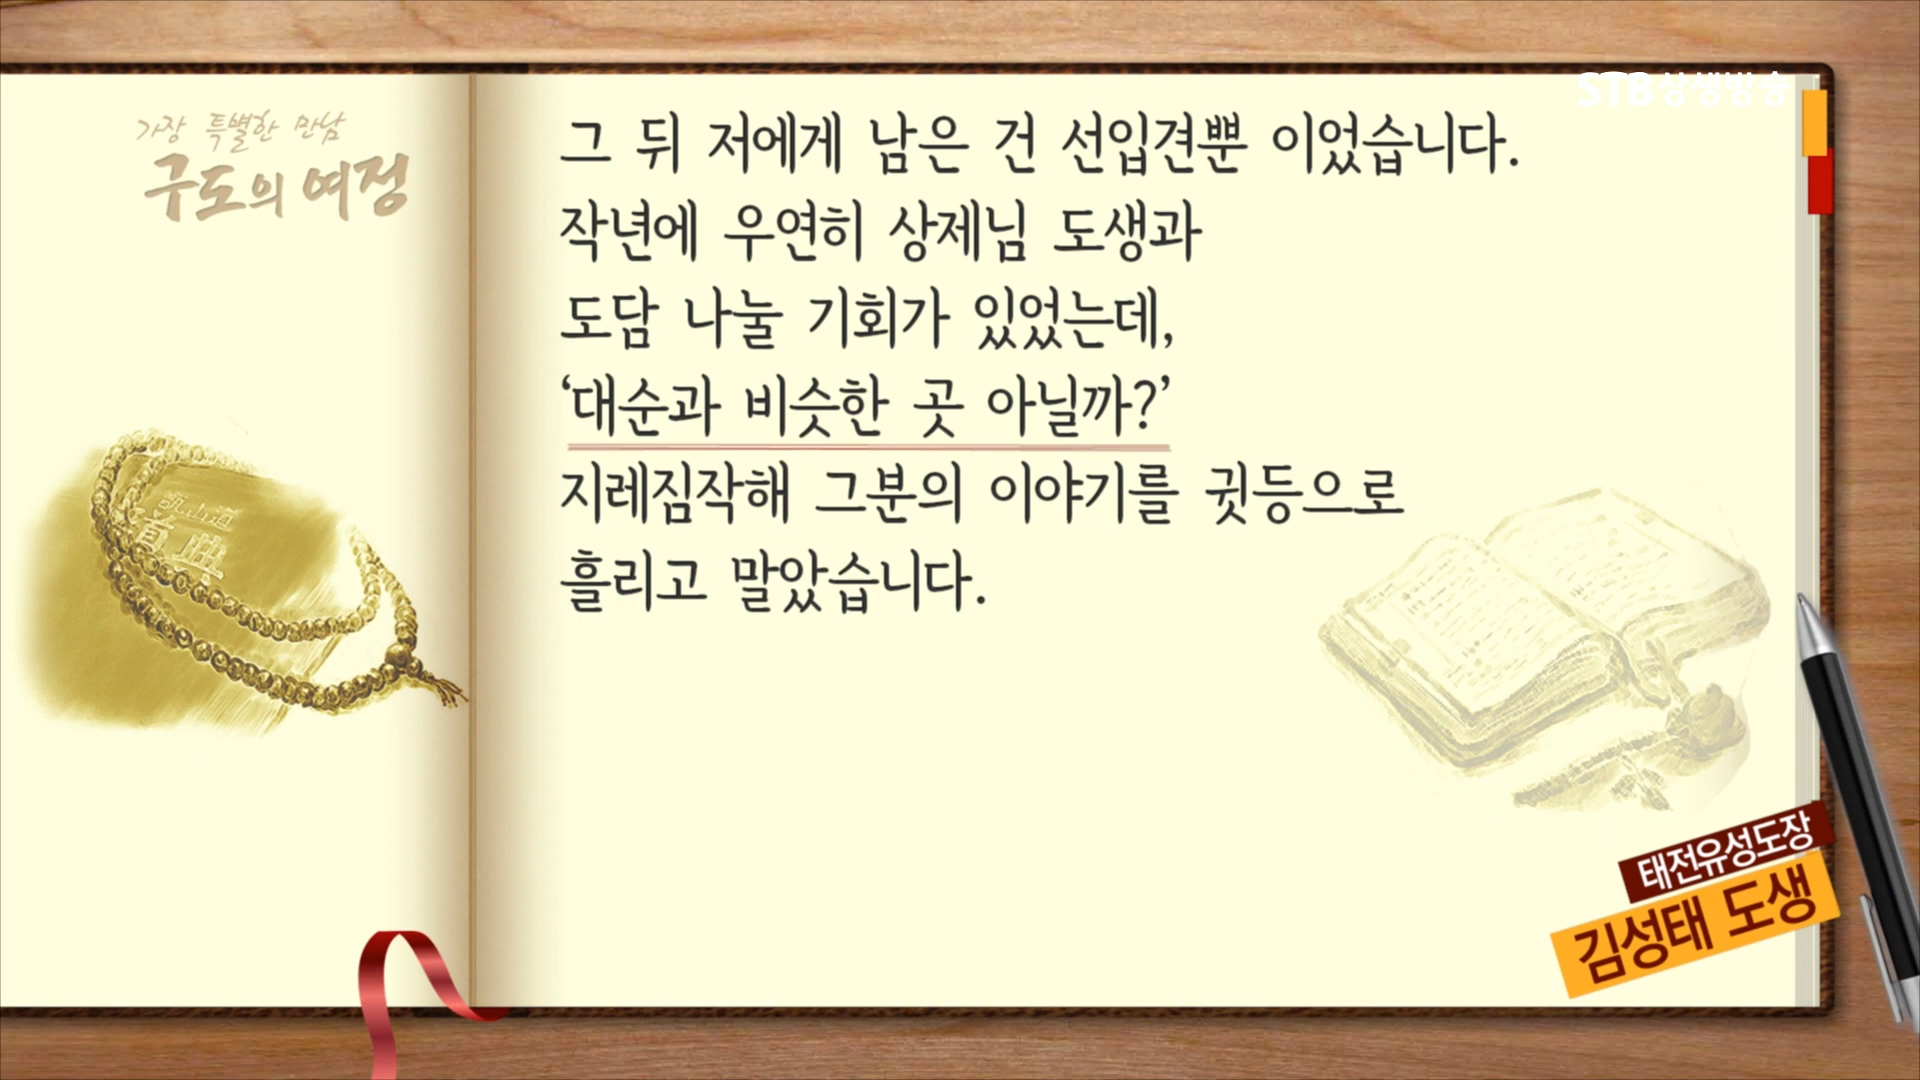 STB상생방송
가장 특별한 만남
구도의 여정
그 뒤 저에게 남은 건 선입견뿐 이었습니다.
작년에 우연히 상제님 도생과
도담 나눌 기회가 있었는데,
‘대순과 비슷한 곳 아닐까?’
지레짐작해 그분의 이야기를 귓등으로
흘리고 말았습니다.
道典
태전유성도장
김성태 도생